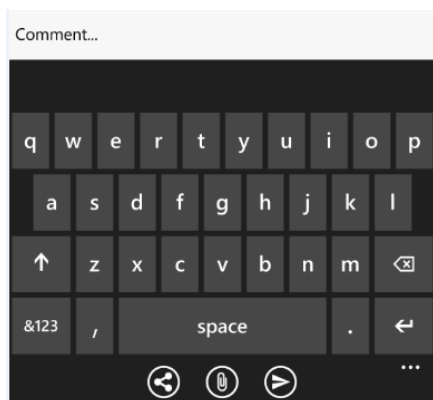 Comment...
q w e r t y u i o p
a s d f g h j k l
z x c v b n m
&123 , space .